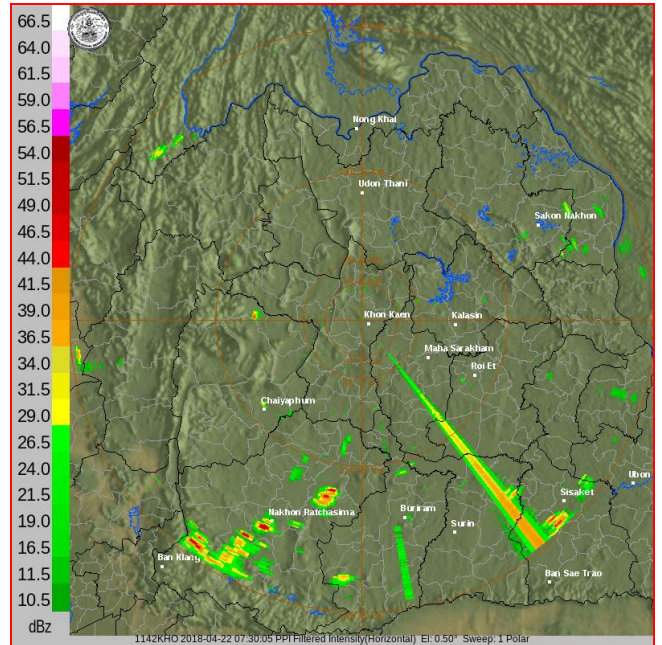 66.5
64.0
61.5
59.0
56.5
54.0
51.5
49.0
46.5
44.0
41.5
39.0
36.5
34.0
31.5
29.0
26.5
24.0
21.5
19.0
16.5
14.0
11.5
10.5
dBz
Nong Khai
Udon Thani
Sakon Nakhon
Khon Kaen
Kalasin
Maha Sarakham
Roi Et
Chaiyaphum
Ubon
Sisaket
Nakhon Ratchasima
Buriram
Surin
Ban Klang
Ban Sae Trao
1142KHO 2018-04-22 07:30:05 PPI Filtered Intensity(Horizontal) El: 0.50° Sweep: 1 Polar